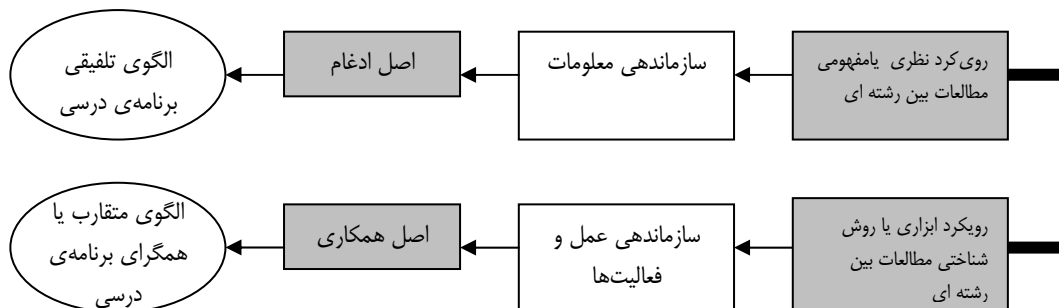 روی‌کرد نظری یامفهومی
مطالعات بین رشته ای
سازماندهی معلومات
اصل ادغام
الگوی تلفیقی
برنامه‌ی درسی
رویکرد ابزاری یا روش
شناختی مطالعات بین
رشته ای
سازماندهی عمل و
فعالیت‌ها
اصل همکاری
الگوی متقارب یا
همگرای برنامه‌ی
درسی